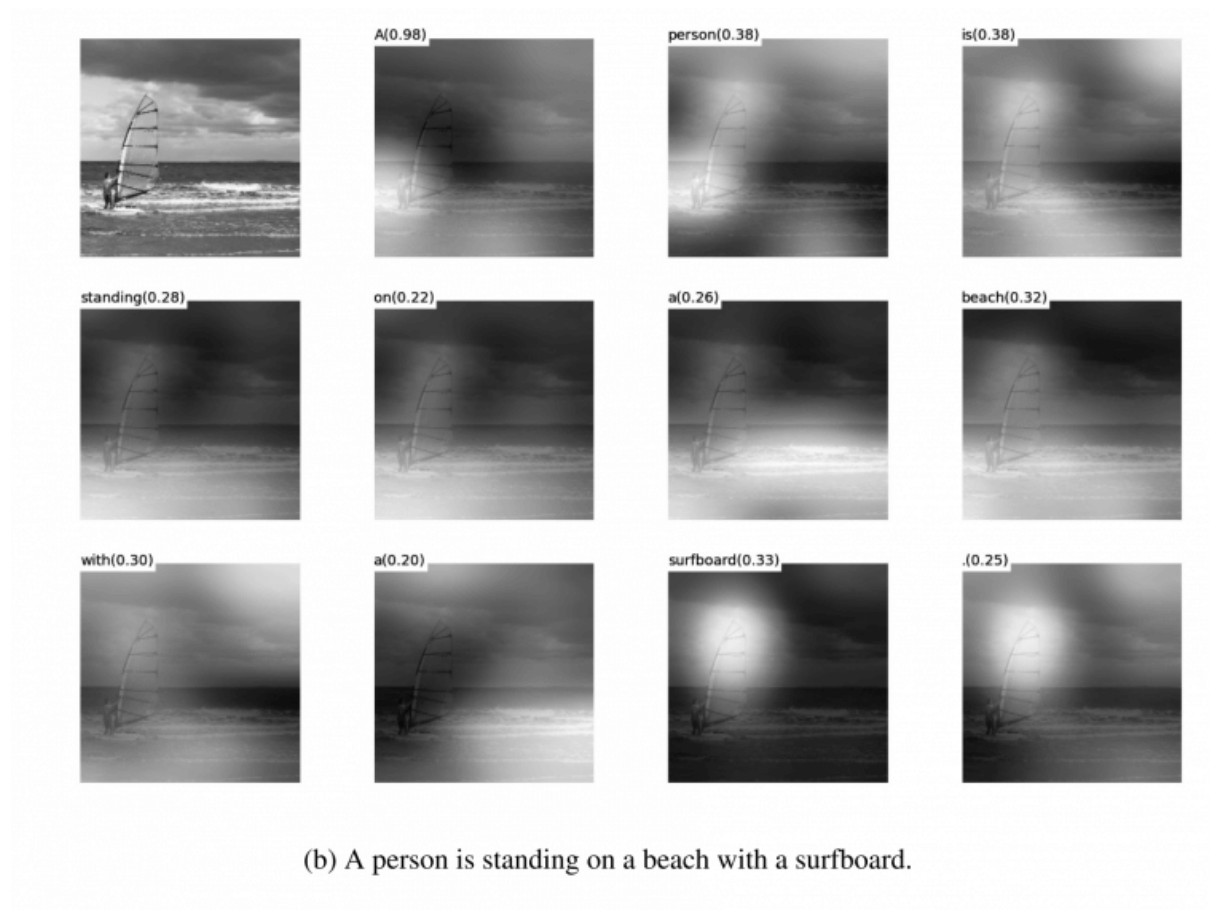 A(0.98)
person(0.38)
is(0.38)
standing(0.28)
on(0.22)
a(0.26)
beach(0.32)
with(0.30)
a(0.20)
surfboard(0.33)
.(0.25)
(b) A person is standing on a beach with a surfboard.